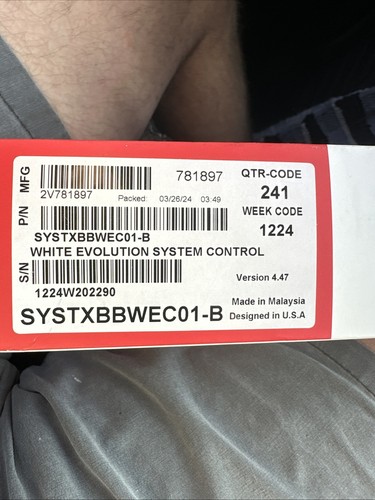 MFG
781897
QTR-CODE
2V781897
Packed: 03/26/24 03:49
241
P/N
WEEK CODE
SYSTXBBWEC01-B
1224
WHITE EVOLUTION SYSTEM CONTROL
S/N
Version 4.47
1224W202290
Made in Malaysia
SYSTXBBWEC01-B
Designed in U.S.A